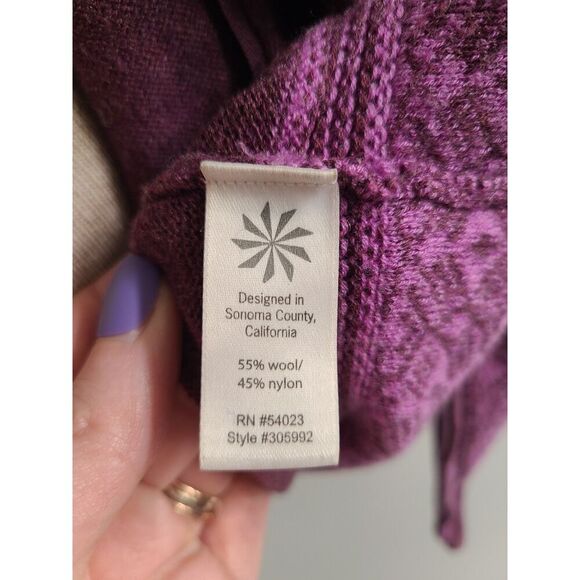 Designed in
Sonoma County,
California
55% wool/
45% nylon
RN #54023
Style #305992